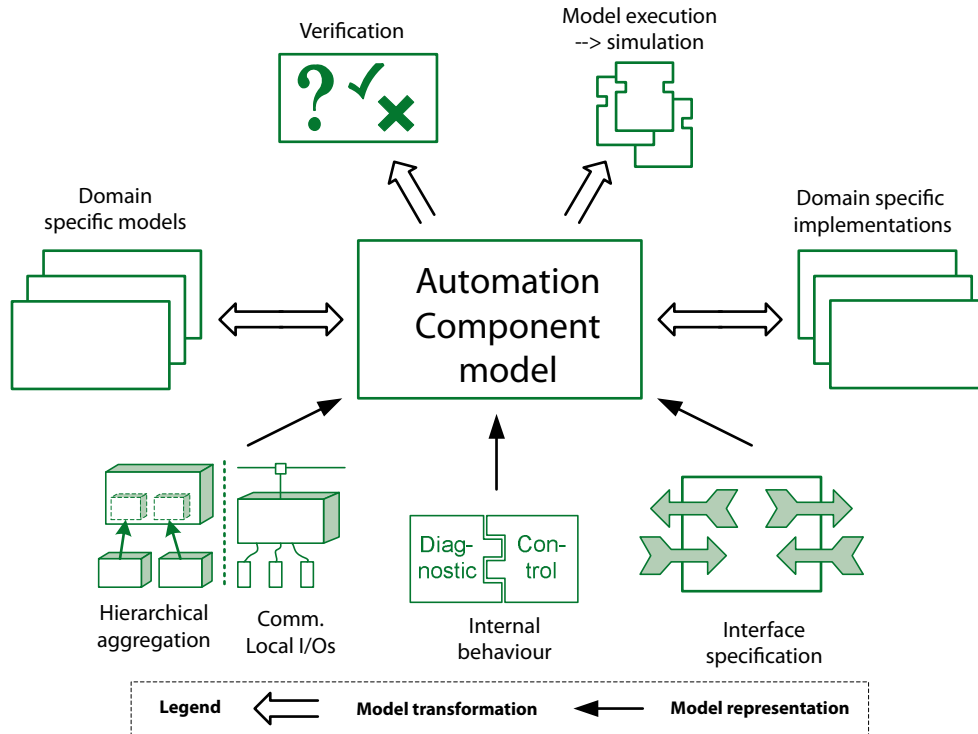 Verification
Model execution
--> simulation
Domain
specific models
Domain specific
implementations
Automation
Component
model
Diag-
nostic
Con-
trol
Hierarchical
aggregation
Comm.
Local I/Os
Internal
behaviour
Interface
specification
Legend
Model transformation
Model representation